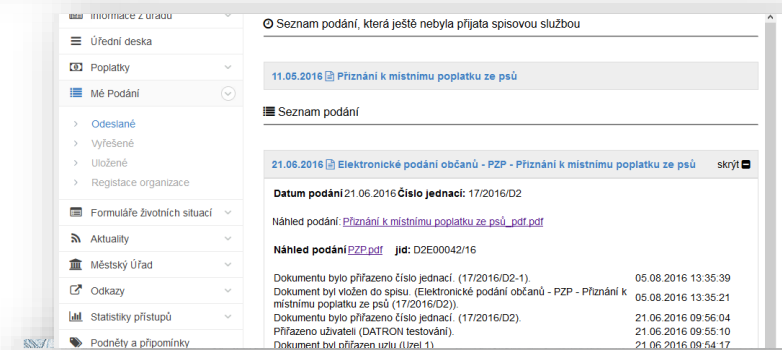 Informace z úřadu
Úřední deska
Poplatky
Mé Podání
Odeslané
Vyřešené
Uložené
Registace organizace
Formuláře životních situací
Aktuality
Městský Úřad
Odkazy
Statistiky přístupů
Podněty a připomínky
Seznam podání, která ještě nebyla přijata spisovou službou
11.05.2016 Přiznání k místnímu poplatku ze psů
Seznam podání
21.06.2016 Elektronické podání občanů - PZP - Přiznání k místnímu poplatku ze psů skrýt
Datum podání 21.06.2016 Číslo jednací: 17/2016/D2
Náhled podání: Přiznání k místnímu poplatku ze psů_pdf.pdf
Náhled podání PZP.pdf jid: D2E00042/16
Dokumentu bylo přiřazeno číslo jednací. (17/2016/D2-1). 05.08.2016 13:35:39
Dokument byl vložen do spisu. (Elektronické podání občanů - PZP - Přiznání k
místnímu poplatku ze psů (17/2016/D2)). 05.08.2016 13:35:21
Dokumentu bylo přiřazeno číslo jednací. (17/2016/D2). 21.06.2016 09:56:04
Přiřazeno uživateli (DATRON testování). 21.06.2016 09:55:10
Dokument byl přiřazen uzlu (Uzel 1). 21.06.2016 09:54:17